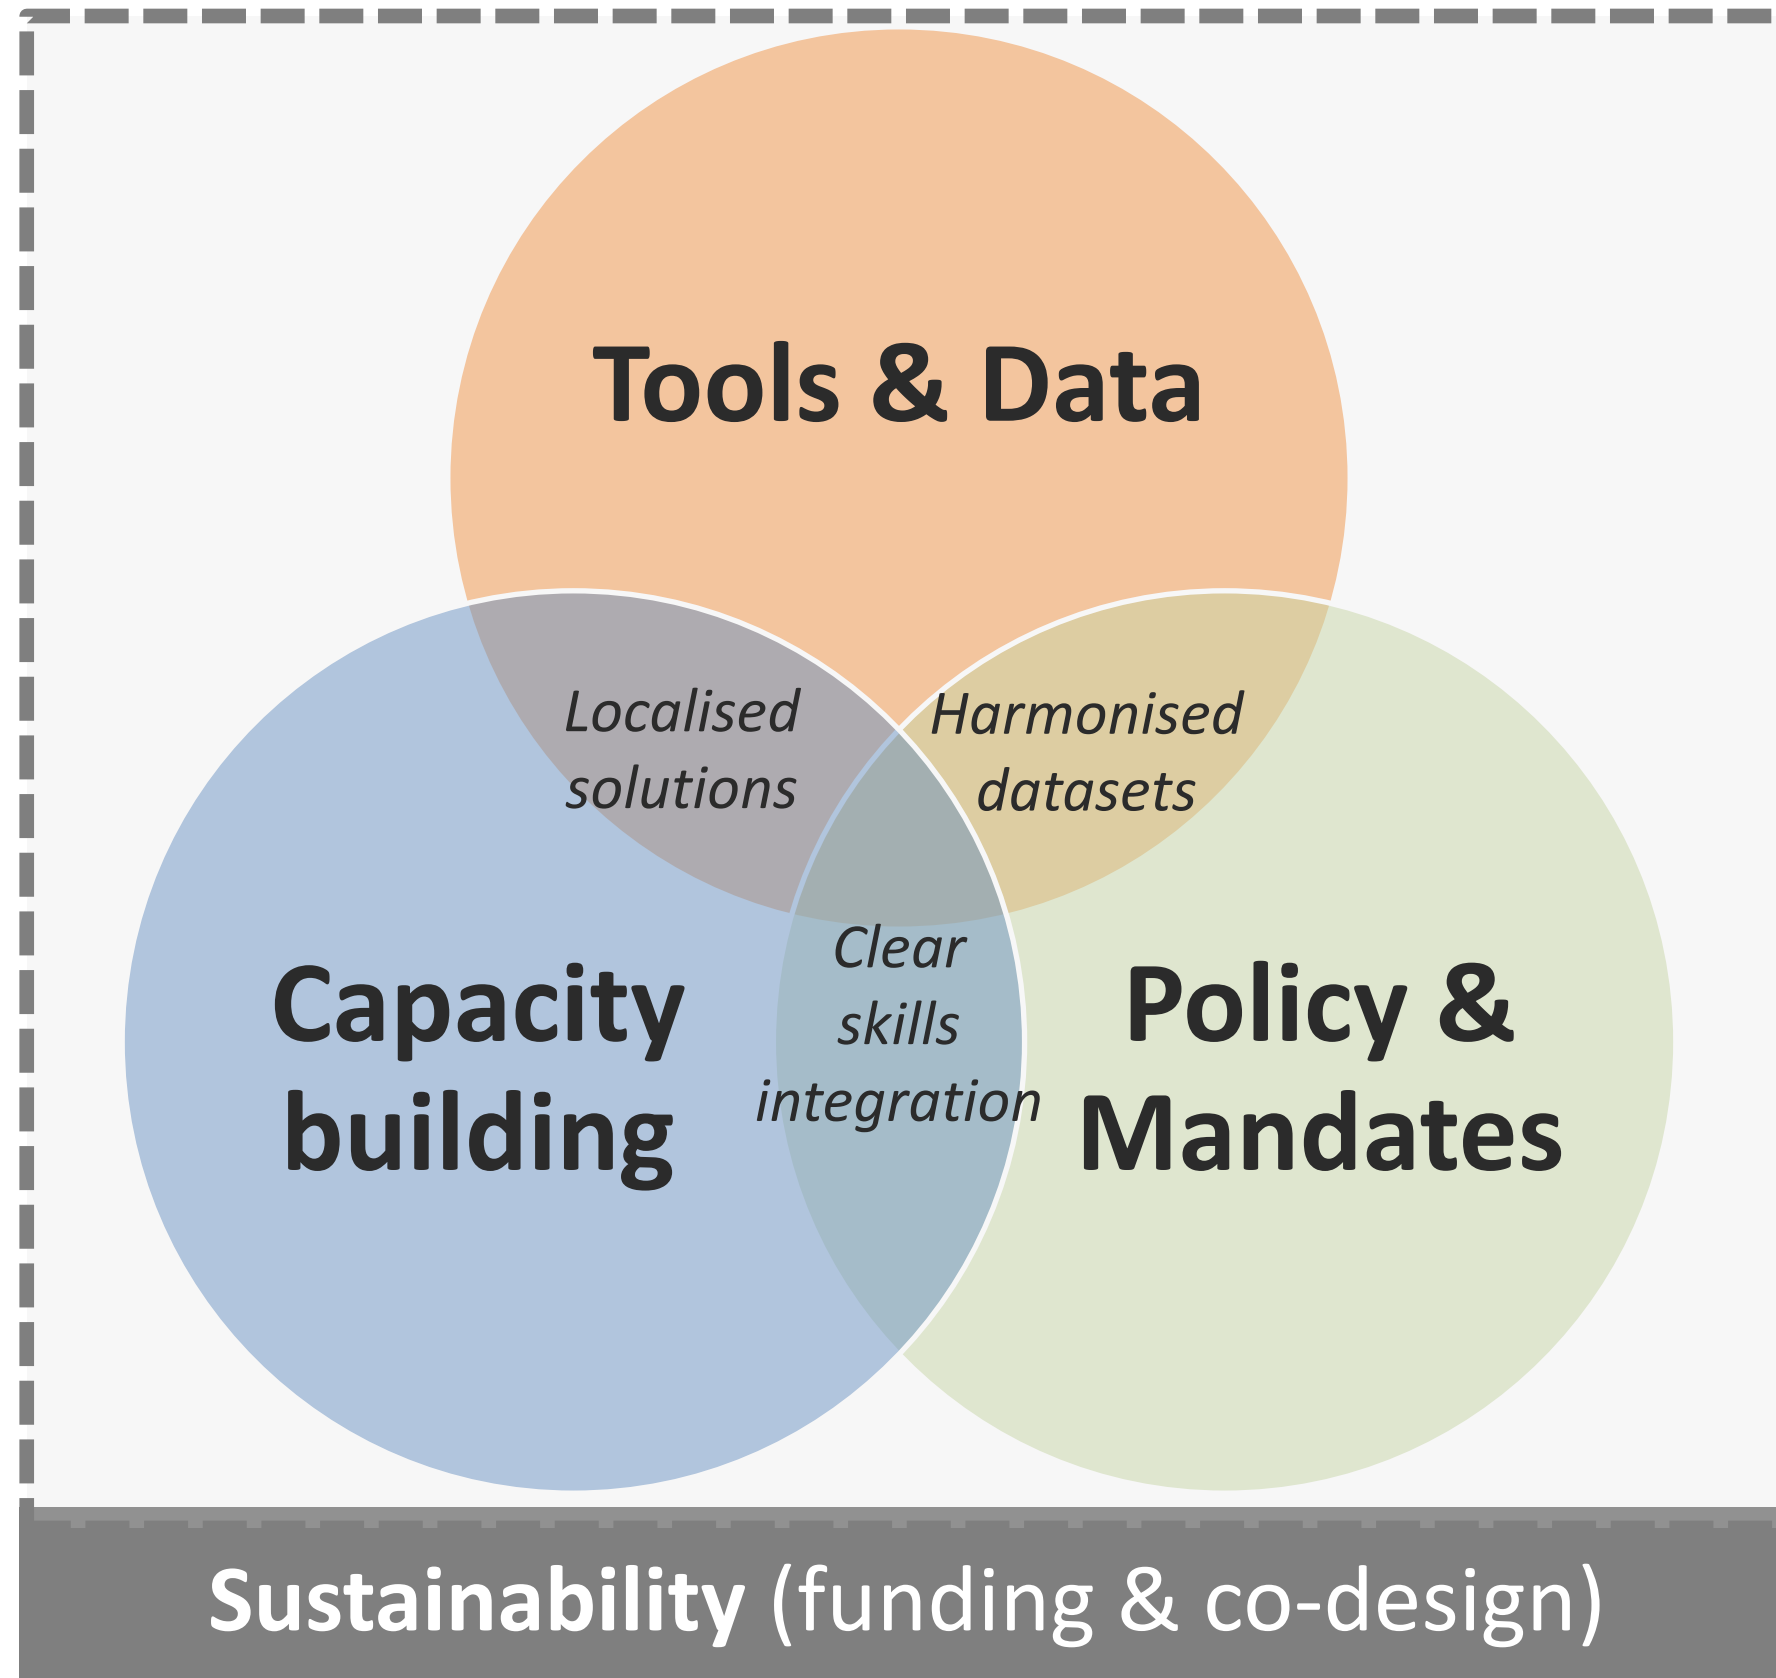 Tools & Data
Localised
solutions
Harmonised
datasets
Capacity
building
Clear
skills
integration
Policy &
Mandates
Sustainability (funding & co-design)